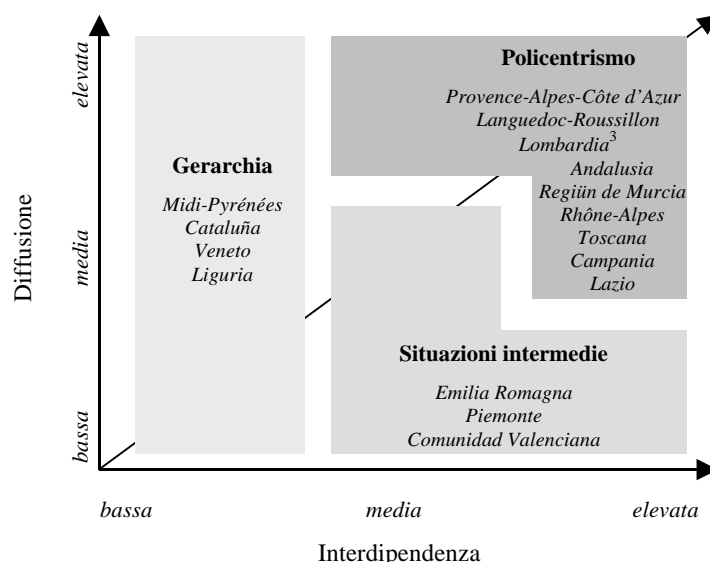 elevata
media
bassa
Diffusione
Gerarchia
Midi-Pyrénées
Cataluña
Veneto
Liguria
Policentrismo
Provence-Alpes-Côte d'Azur
Languedoc-Roussillon
Lombardia³
Andalusia
Regiün de Murcia
Rhône-Alpes
Toscana
Campania
Lazio
Situazioni intermedie
Emilia Romagna
Piemonte
Comunidad Valenciana
bassa media elevata
Interdipendenza